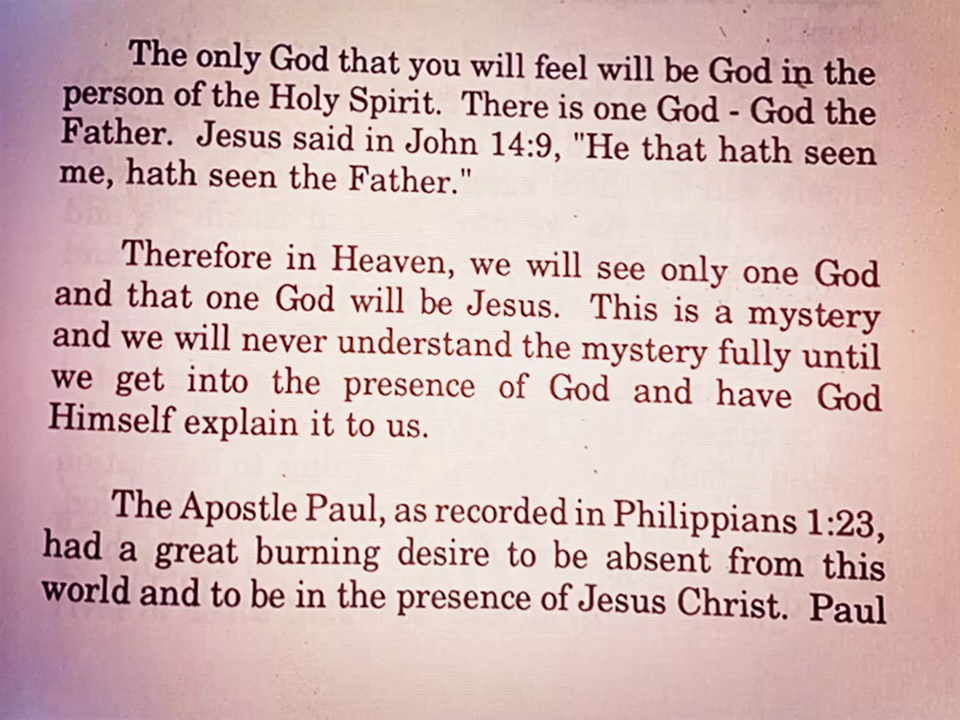 The only God that you will feel will be God in the
person of the Holy Spirit. There is one God - God the
Father. Jesus said in John 14:9, "He that hath seen
me, hath seen the Father."
Therefore in Heaven, we will see only one God
and that one God will be Jesus. This is a mystery
and we will never understand the mystery fully until
we get into the presence of God and have God
Himself explain it to us.
The Apostle Paul, as recorded in Philippians 1:23,
had a great burning desire to be absent from this
world and to be in the presence of Jesus Christ. Paul